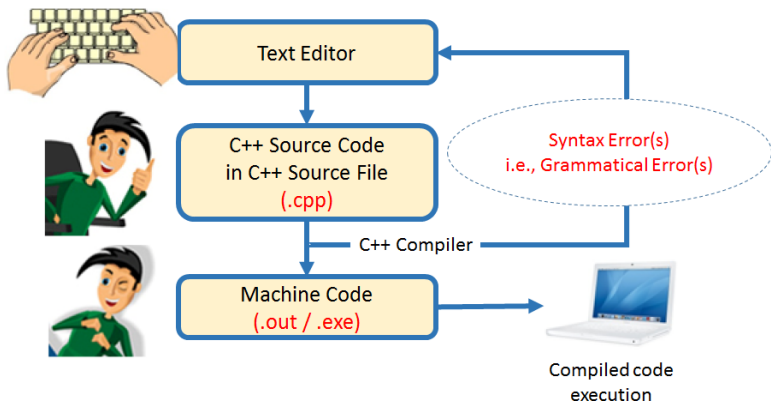 Text Editor
C++ Source Code
in C++ Source File
(.cpp)
Syntax Error(s)
i.e., Grammatical Error(s)
C++ Compiler
Machine Code
(.out / .exe)
Compiled code
execution